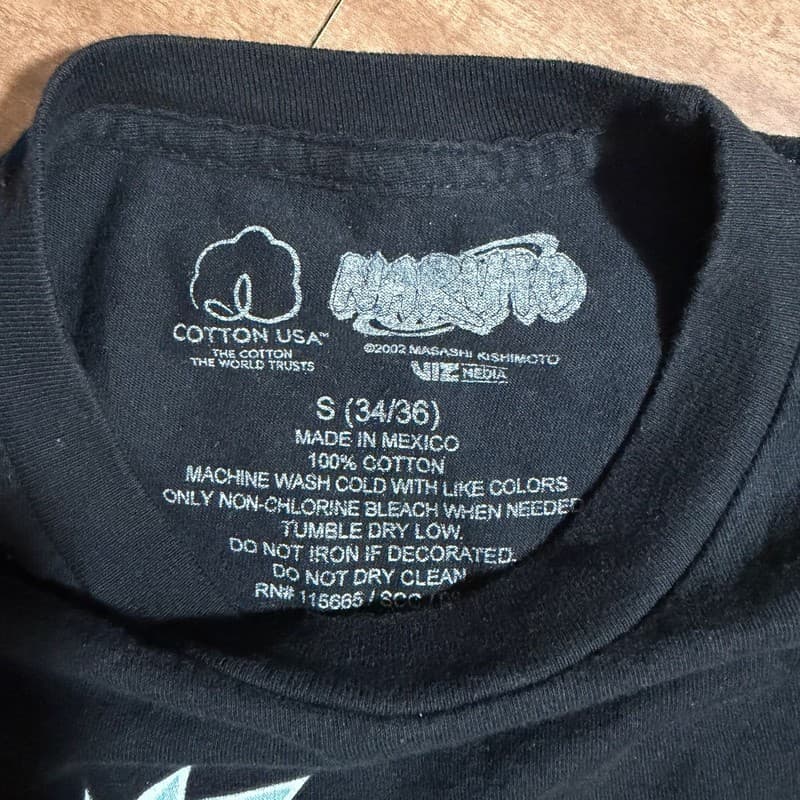 COTTON USA™
THE COTTON
THE WORLD TRUSTS
NARUTO
©2002 MASASHI KISHIMOTO
VIZ MEDIA
S (34/36)
MADE IN MEXICO
100% COTTON
MACHINE WASH COLD WITH LIKE COLORS
ONLY NON-CHLORINE BLEACH WHEN NEEDED
TUMBLE DRY LOW.
DO NOT IRON IF DECORATED.
DO NOT DRY CLEAN
RN# 115665 /